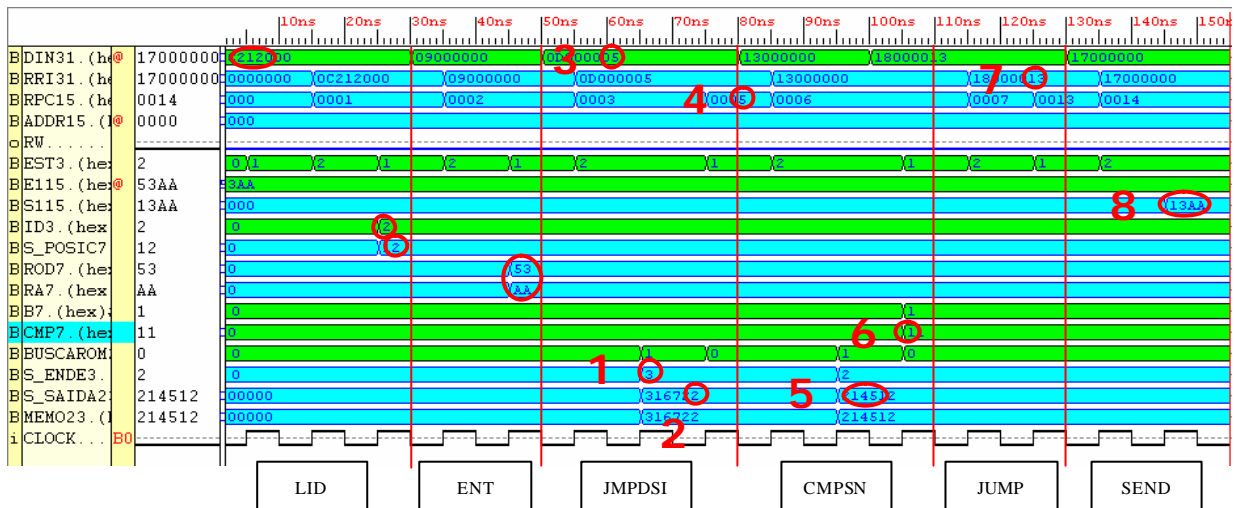 10ns 20ns 30ns 40ns 50ns 60ns 70ns 80ns 90ns 100ns 110ns 120ns 130ns 140ns 150n
B DIN31.(he @ 17000000 212000 09000000 3 13000000 18000013 17000000
B RRI31.(he 17000000 0000000 0C212000 09000000 0D000005 13000000 7 17000000
B RPC15.(he 0014 000 0001 0002 0003 4 0005 0006 0007 0013 0014
B ADDR15.( @ 0000 000
o RW......
B EST3.(he 2 0 1 2 1 2 1 2 1 2 1 2 1 2
B E115.(he @ 53AA 53AA
B S115.(he 13AA 000 8 13AA
B ID3.(hex 2 0 2
B S_POSIC7 12 0 12
B ROD7.(hex 53 0 53
B RA7.(hex AA 0 AA
B B7.(hex) 1 0 1
B CMP7.(he 11 0 6 11
B BUSCAROM 0 0 1 0 1 0
B S_ENDE3. 2 0 1 3 2
B S_SAIDA2 214512 00000 316722 5 214512
B MEMO23.( 214512 00000 316722 214512
i CLOCK... B0 2
LID ENT JMPDSI CMPSN JUMP SEND